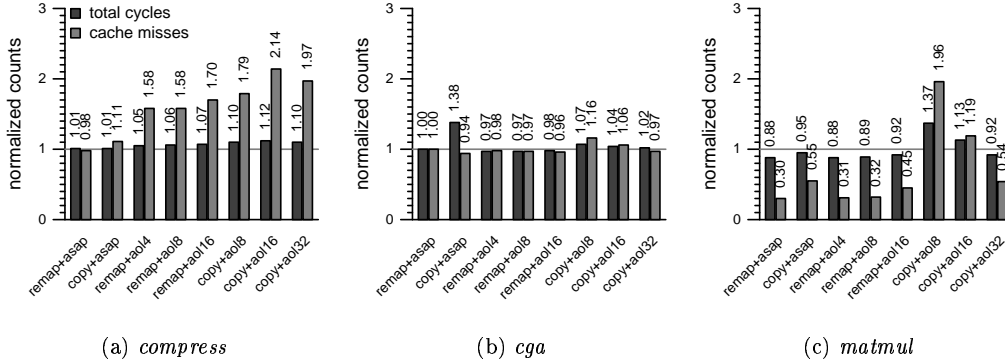 total cycles
cache misses
normalized counts
3
2
1
0
1.01
0.98
1.01
1.11
1.05
1.58
1.06
1.58
1.07
1.70
1.10
1.79
1.12
2.14
1.10
1.97
remap+asap
copy+asap
remap+aol4
remap+aol8
remap+aol16
copy+aol8
copy+aol16
copy+aol32
(a) compress
normalized counts
3
2
1
0
1.00
1.00
1.38
0.94
0.97
0.98
0.97
0.97
0.98
0.96
1.07
1.16
1.04
1.06
1.02
0.97
remap+asap
copy+asap
remap+aol4
remap+aol8
remap+aol16
copy+aol8
copy+aol16
copy+aol32
(b) cga
normalized counts
3
2
1
0
0.88
0.30
0.95
0.55
0.88
0.31
0.89
0.32
0.92
0.45
1.37
1.96
1.13
1.19
0.92
0.54
remap+asap
copy+asap
remap+aol4
remap+aol8
remap+aol16
copy+aol8
copy+aol16
copy+aol32
(c) matmul